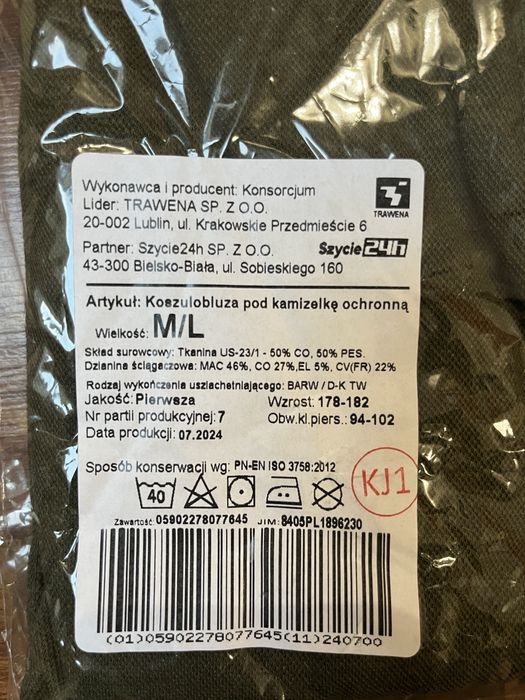 Wykonawca i producent: Konsorcjum
Lider: TRAWENA SP. Z O.O.
20-002 Lublin, ul. Krakowskie Przedmieście 6
TRAWENA
Partner: Szycie24h SP. Z O.O.
Szycie24h
43-300 Bielsko-Biała, ul. Sobieskiego 160
Artykuł: Koszulobluza pod kamizelkę ochronną
Wielkość: M/L
Skład surowcowy: Tkanina US-23/1 - 50% CO, 50% PES.
Dzianina ściągaczowa: MAC 46%, CO 27%,EL 5%, CV(FR) 22%
Rodzaj wykończenia uszlachetniającego: BARW / D-K TW
Jakość: Pierwsza Wzrost: 178-182
Nr partii produkcyjnej: 7 Obw.kl.piers.: 94-102
Data produkcji: 07.2024
Sposób konserwacji wg: PN-EN ISO 3758:2012
40
KJ1
Zawartość: 05902278077645 JIM: 8405PL1896230
(01)05902278077645(11)240700